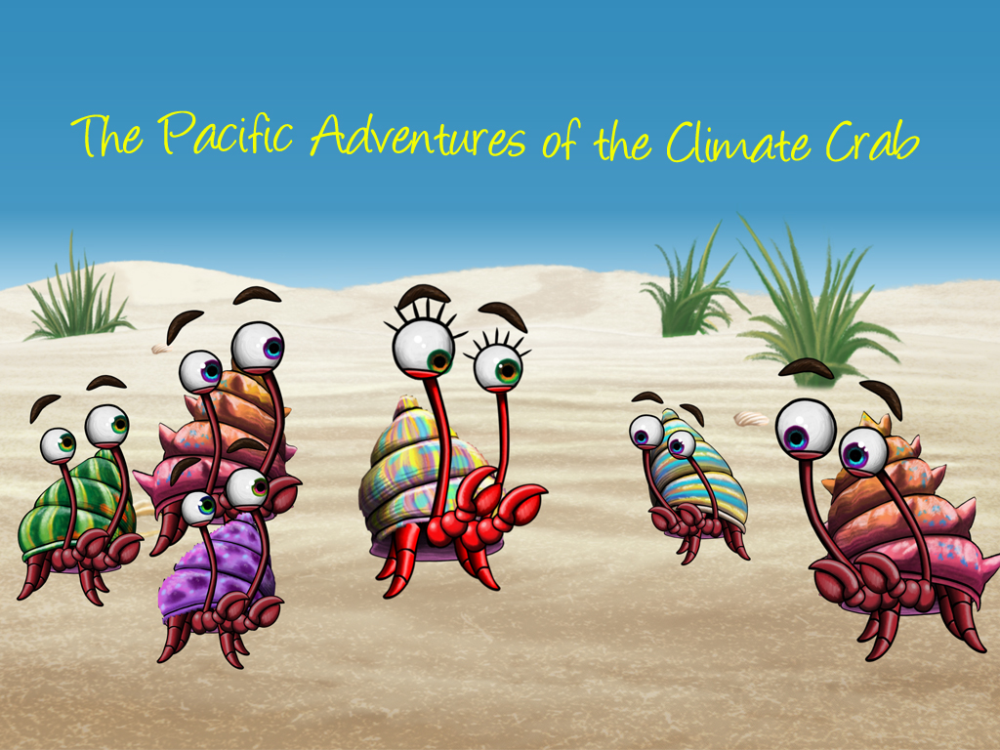 The Pacific Adventures of the Climate Crab